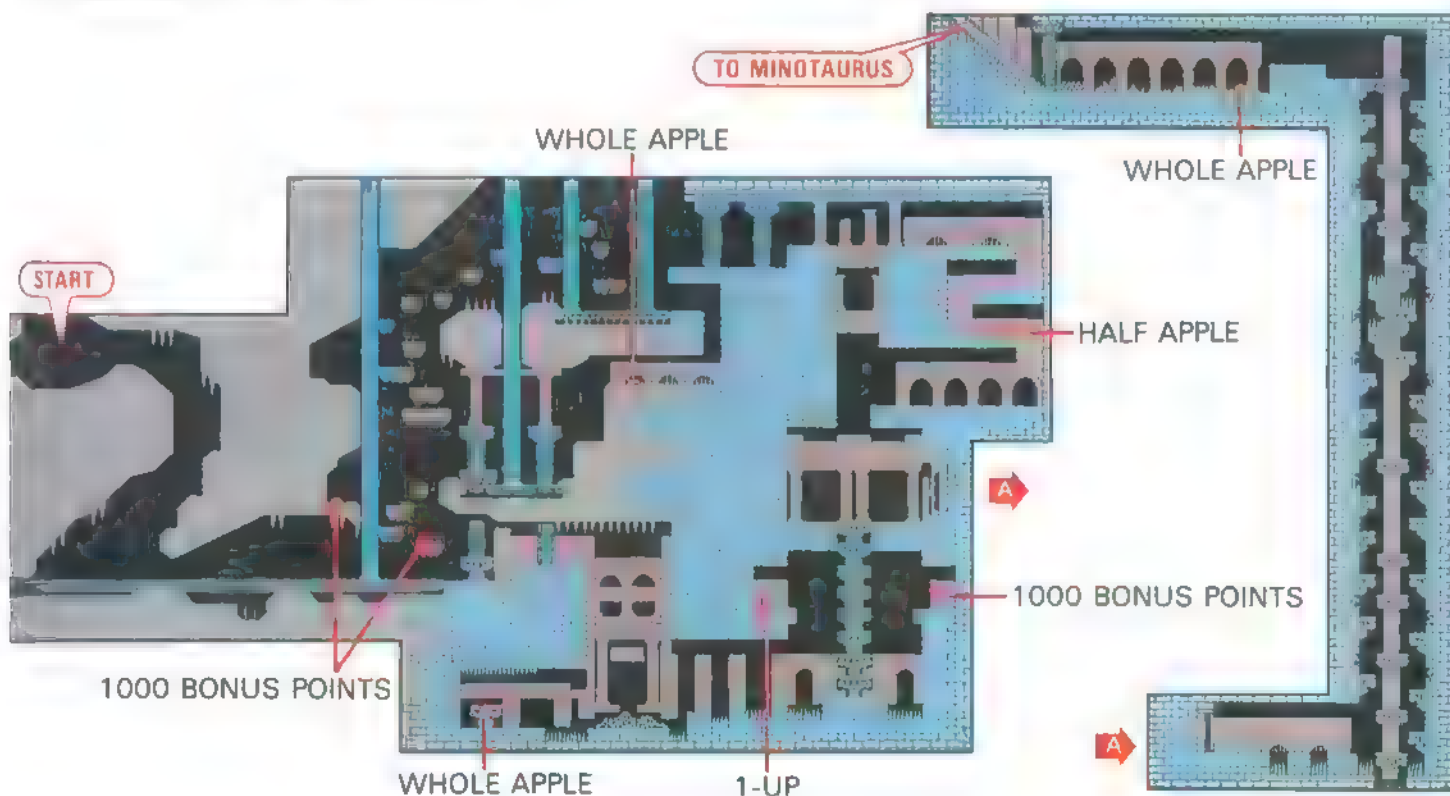 TO MINOTAURUS
WHOLE APPLE
WHOLE APPLE
START
HALF APPLE
A
1000 BONUS POINTS
1000 BONUS POINTS
A
WHOLE APPLE
1-UP